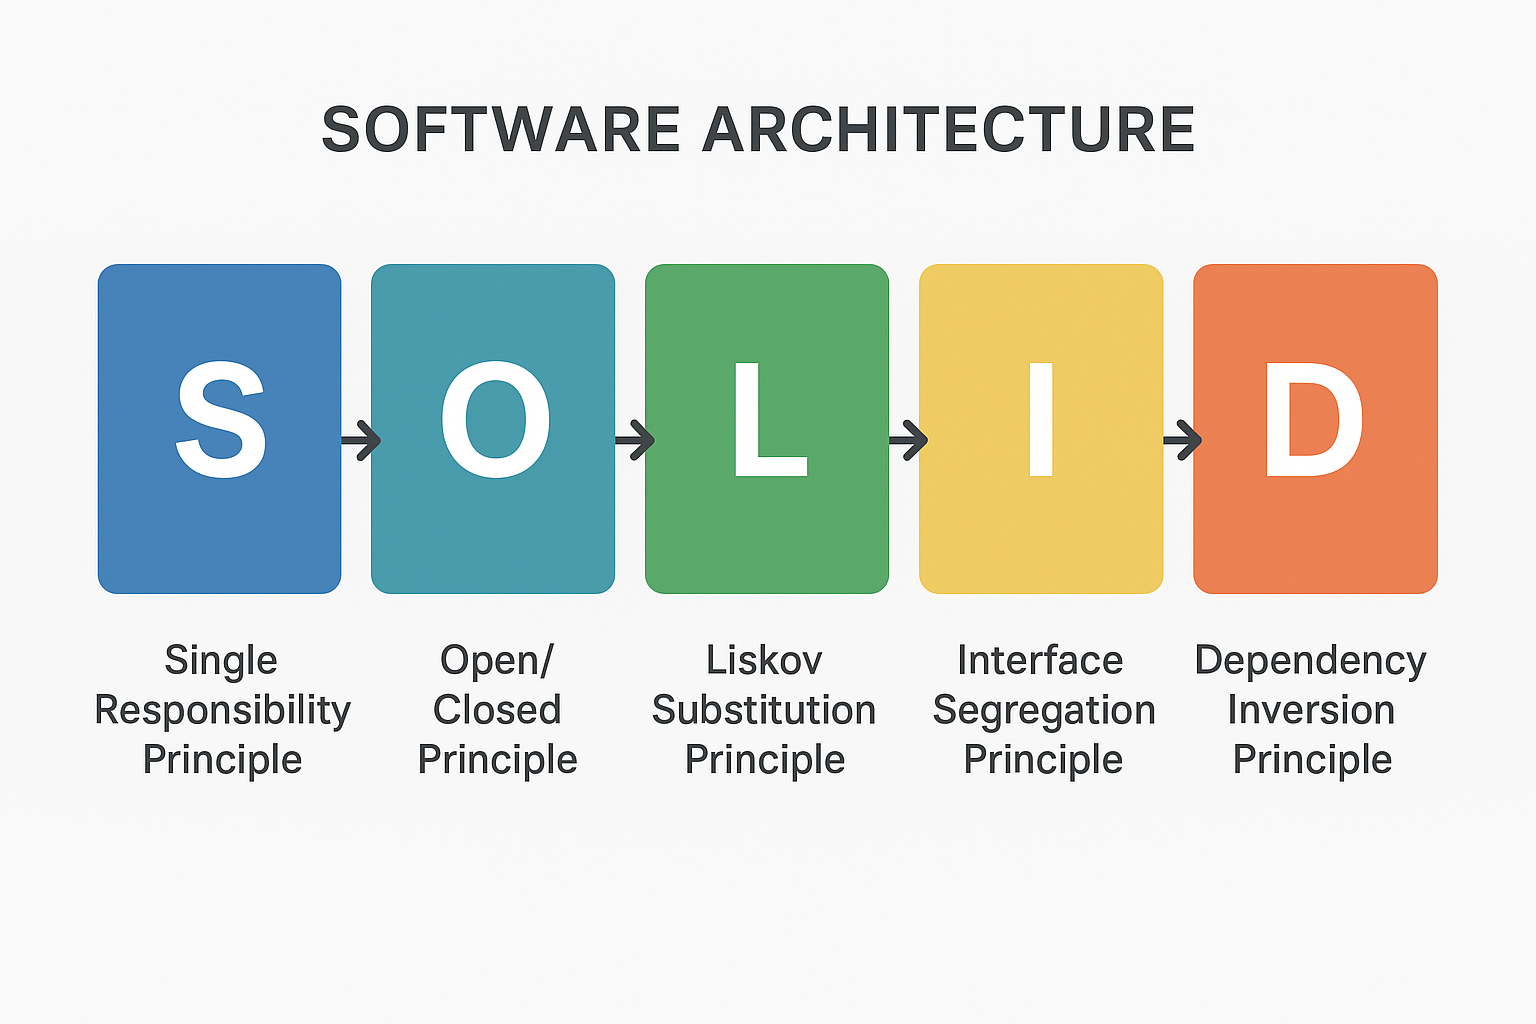 SOFTWARE ARCHITECTURE
S
O
L
I
D
Single
Responsibility
Principle
Open/
Closed
Principle
Liskov
Substitution
Principle
Interface
Segregation
Principle
Dependency
Inversion
Principle